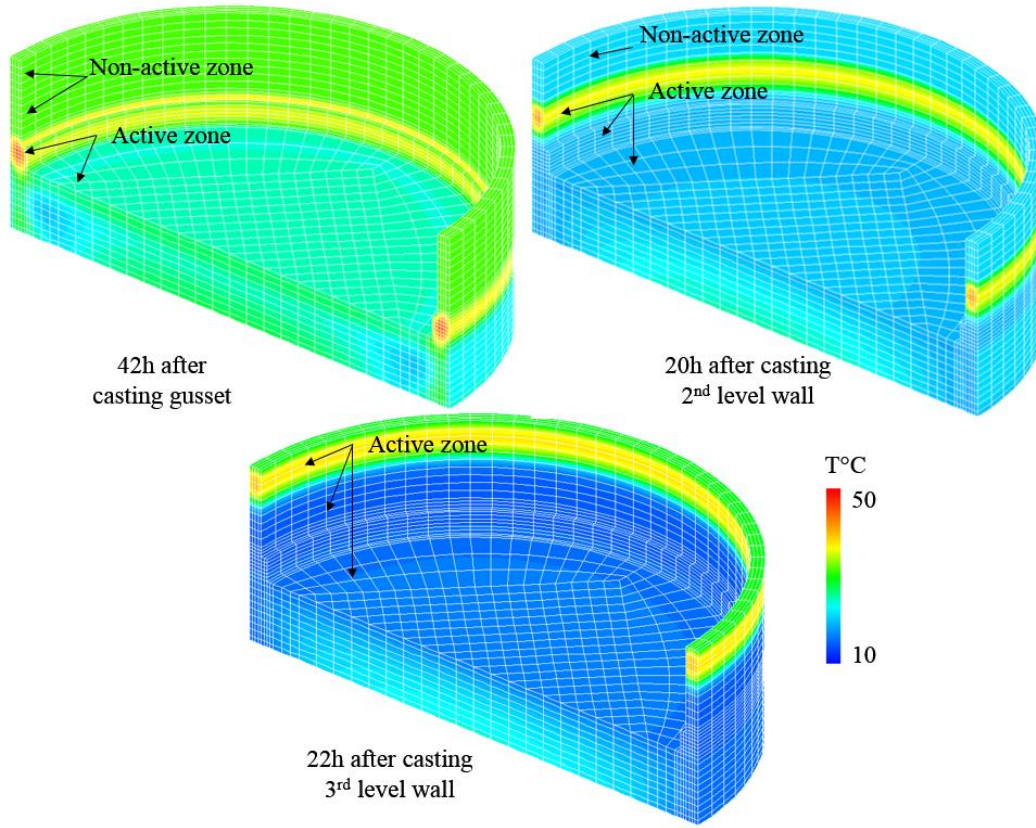 Non-active zone
Active zone
42h after
casting gusset
Non-active zone
Active zone
20h after casting
2nd level wall
Active zone
T°C
50
10
22h after casting
3rd level wall